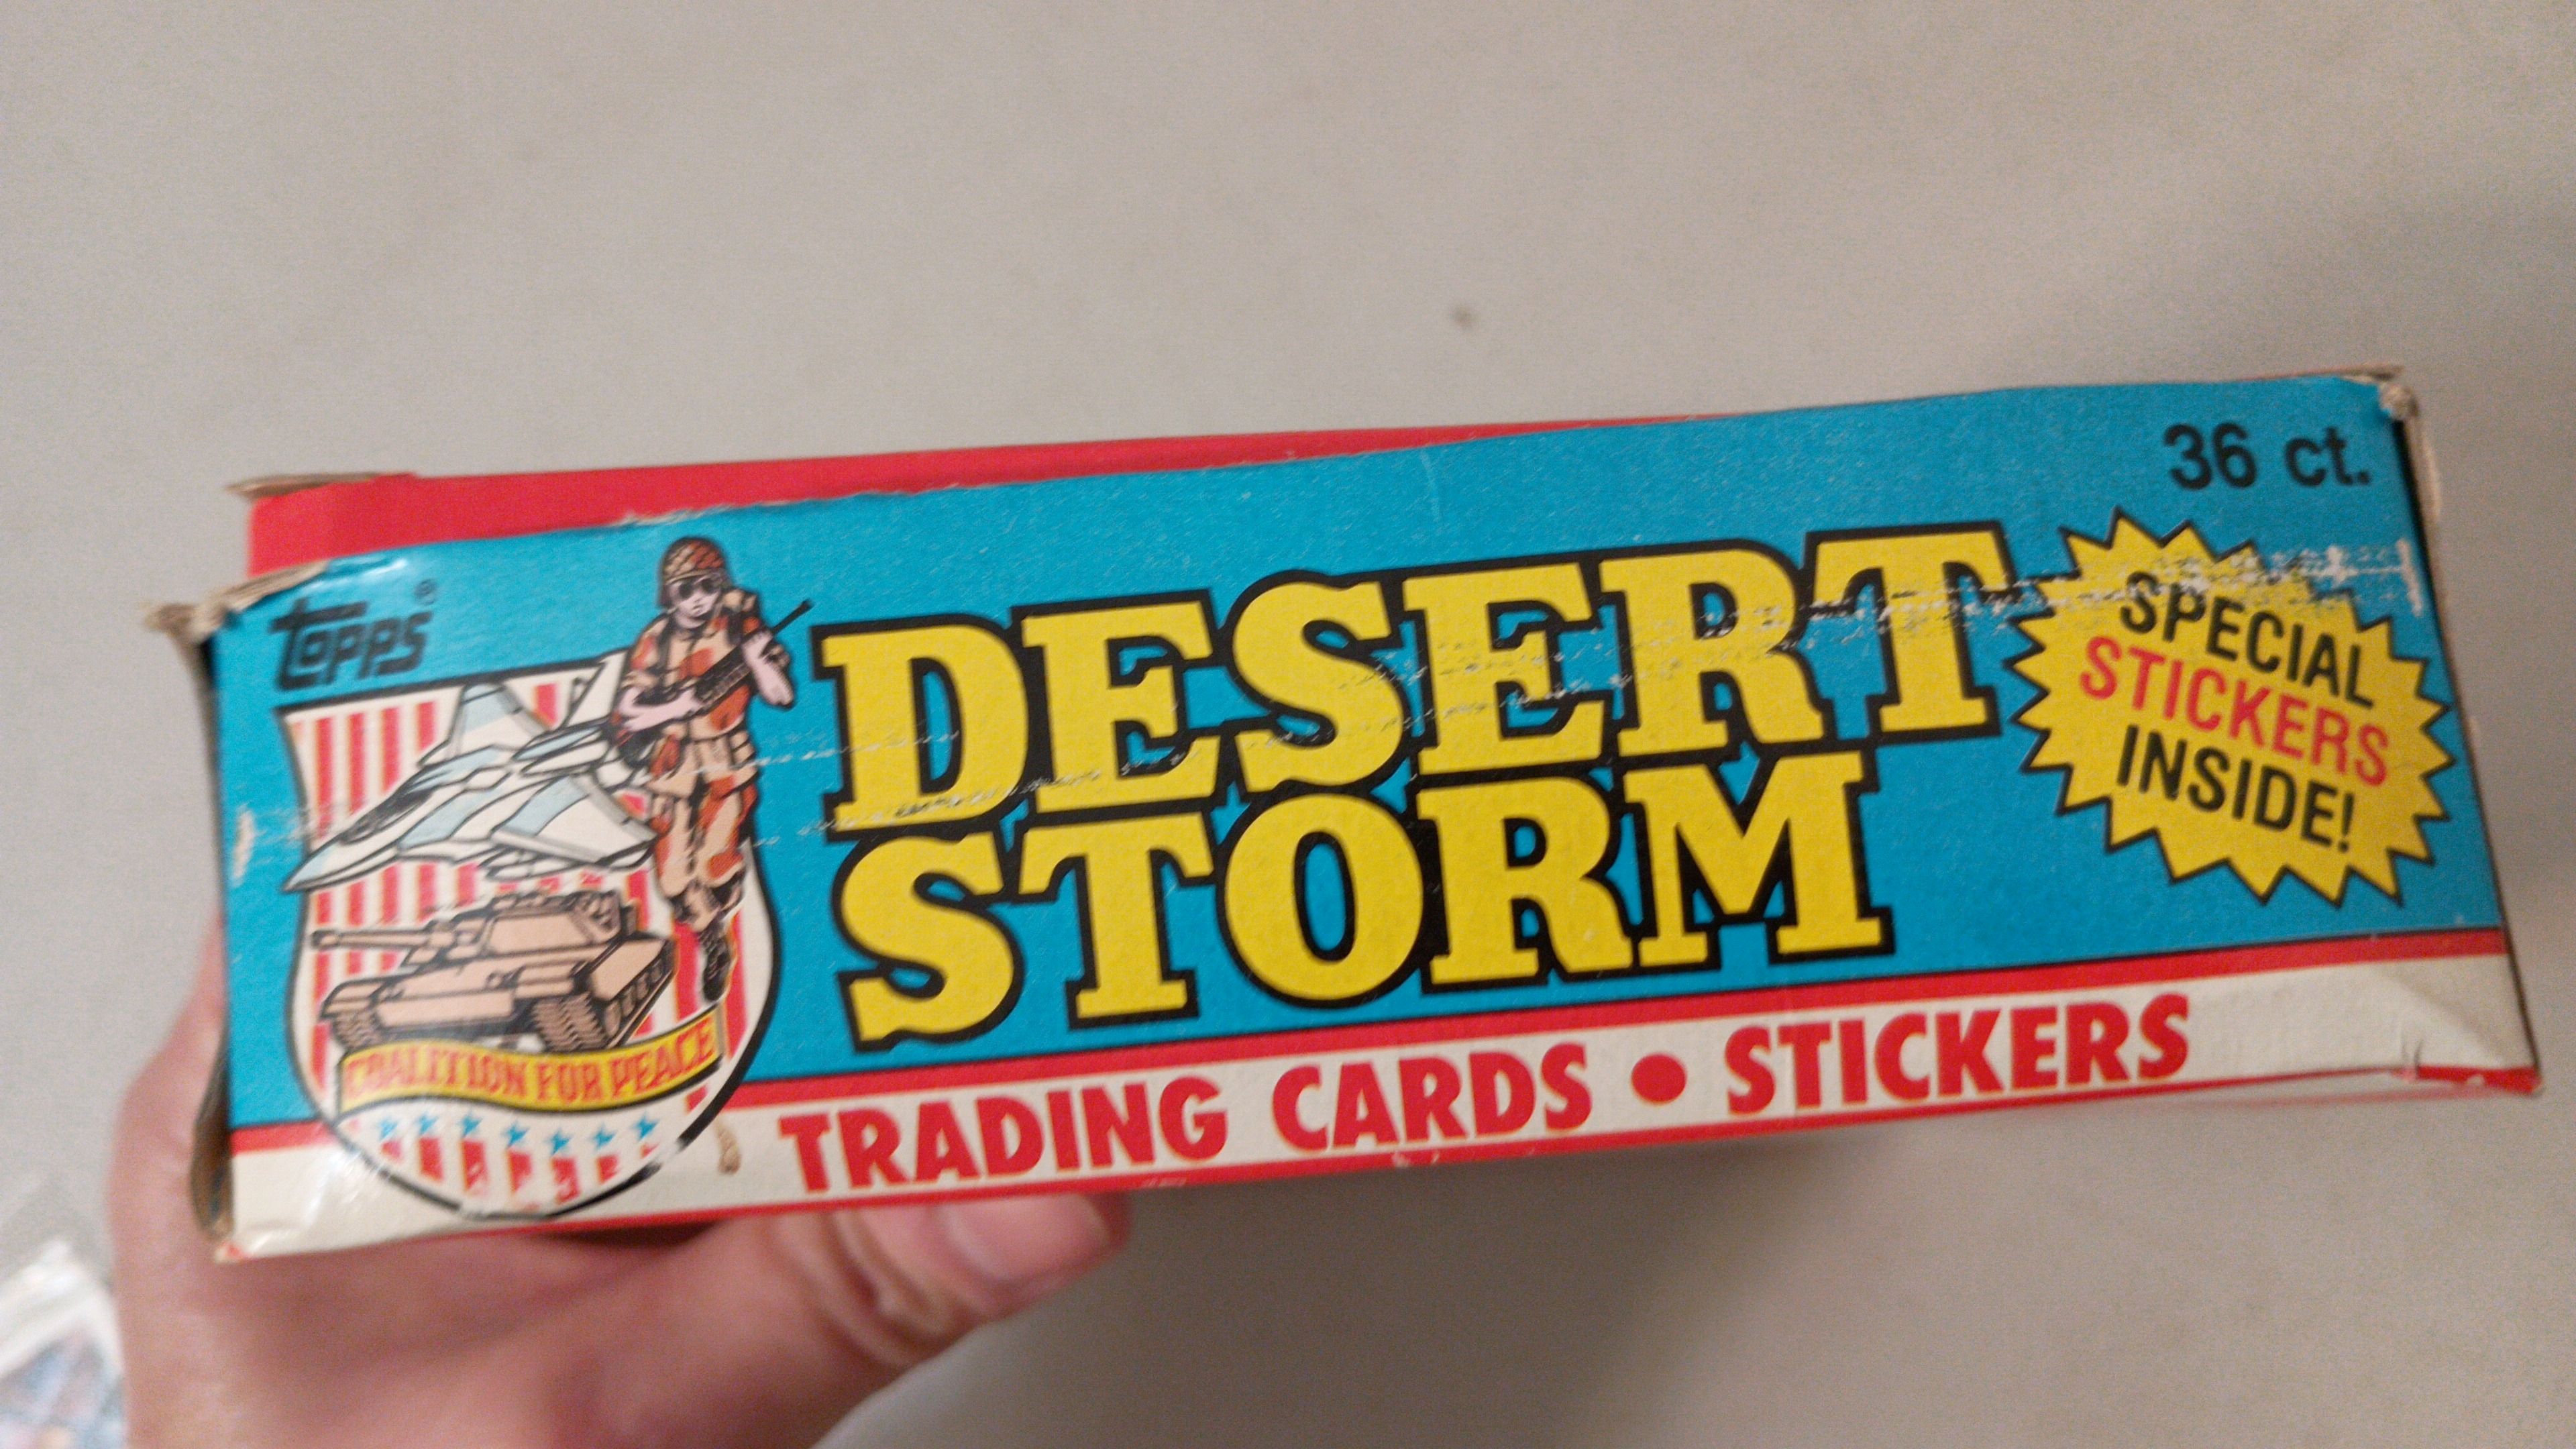 36 ct.
Topps®
DESERT
STORM
SPECIAL
STICKERS
INSIDE!
COALITION FOR PEACE
TRADING CARDS • STICKERS